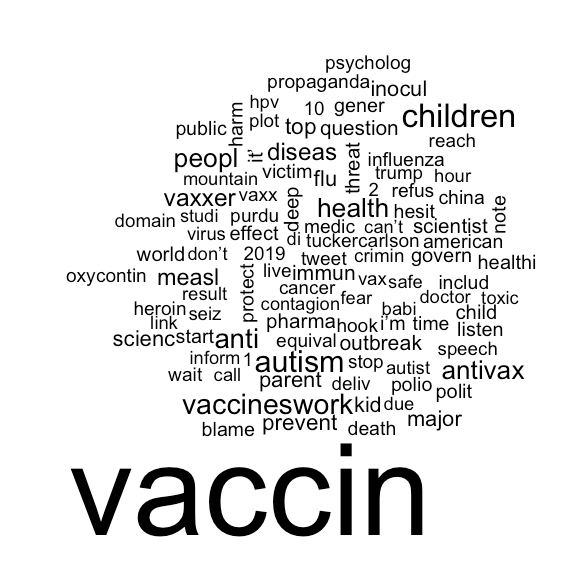 psycholog
propaganda inocul
hpv 10 gener children
harm plot
public top question
reach
peopl if diseas threat influenza
mountain victim flu trump hour
vaxxer vaxx 2 refus china
deep health hesit note
domain studi purdu
virus effect di medic can't scientist
tuckercarlson american
world don't 2019 tweet crimin govern healthi
oxycontin measl protect live immun vax safe includ
result cancer doctor toxic
heroin contagion fear babi child
link seiz pharma hook i'm time listen
scienc start anti equival outbreak speech
inform 1 autism stop autist antivax
wait call parent deliv polio polit
vaccineswork kid due
blame prevent death major
vaccin